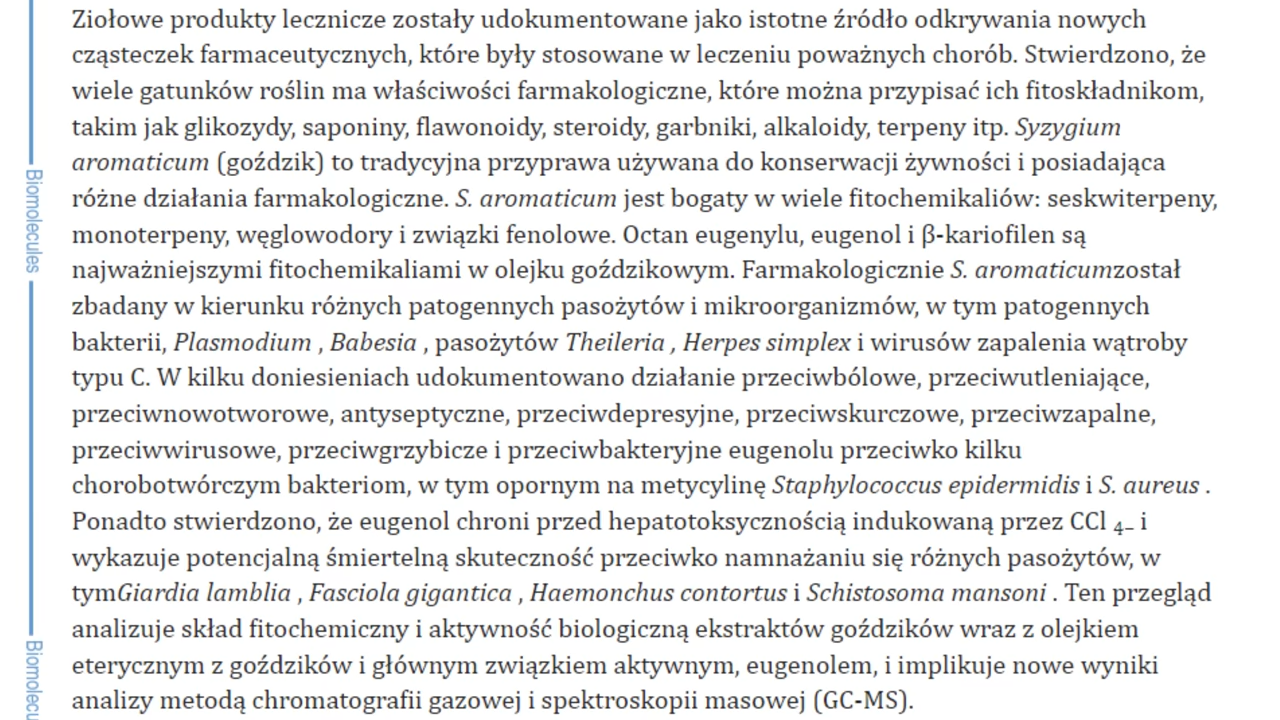 Ziołowe produkty lecznicze zostały udokumentowane jako istotne źródło odkrywania nowych
cząsteczek farmaceutycznych, które były stosowane w leczeniu poważnych chorób. Stwierdzono, że
wiele gatunków roślin ma właściwości farmakologiczne, które można przypisać ich fitoskładnikom,
takim jak glikozydy, saponiny, flawonoidy, steroidy, garbniki, alkaloidy, terpeny itp. Syzygium
aromaticum (goździk) to tradycyjna przyprawa używana do konserwacji żywności i posiadająca
różne działania farmakologiczne. S. aromaticum jest bogaty w wiele fitochemikaliów: seskwiterpeny,
monoterpeny, węglowodory i związki fenolowe. Octan eugenylu, eugenol i β-kariofilen są
najważniejszymi fitochemikaliami w olejku goździkowym. Farmakologicznie S. aromaticumzostał
zbadany w kierunku różnych patogennych pasożytów i mikroorganizmów, w tym patogennych
bakterii, Plasmodium , Babesia , pasożytów Theileria , Herpes simplex i wirusów zapalenia wątroby
typu C. W kilku doniesieniach udokumentowano działanie przeciwbólowe, przeciwutleniające,
przeciwnowotworowe, antyseptyczne, przeciwdepresyjne, przeciwskurczowe, przeciwzapalne,
przeciwwirusowe, przeciwgrzybicze i przeciwbakteryjne eugenolu przeciwko kilku
chorobotwórczym bakteriom, w tym opornym na metycylinę Staphylococcus epidermidis i S. aureus .
Ponadto stwierdzono, że eugenol chroni przed hepatotoksycznością indukowaną przez CCl 4– i
wykazuje potencjalną śmiertelną skuteczność przeciwko namnażaniu się różnych pasożytów, w
tymGiardia lamblia , Fasciola gigantica , Haemonchus contortus i Schistosoma mansoni . Ten przegląd
analizuje skład fitochemiczny i aktywność biologiczną ekstraktów goździków wraz z olejkiem
eterycznym z goździków i głównym związkiem aktywnym, eugenolem, i implikuje nowe wyniki
analizy metodą chromatografii gazowej i spektroskopii masowej (GC-MS).
Biomolecules
Biomolecu